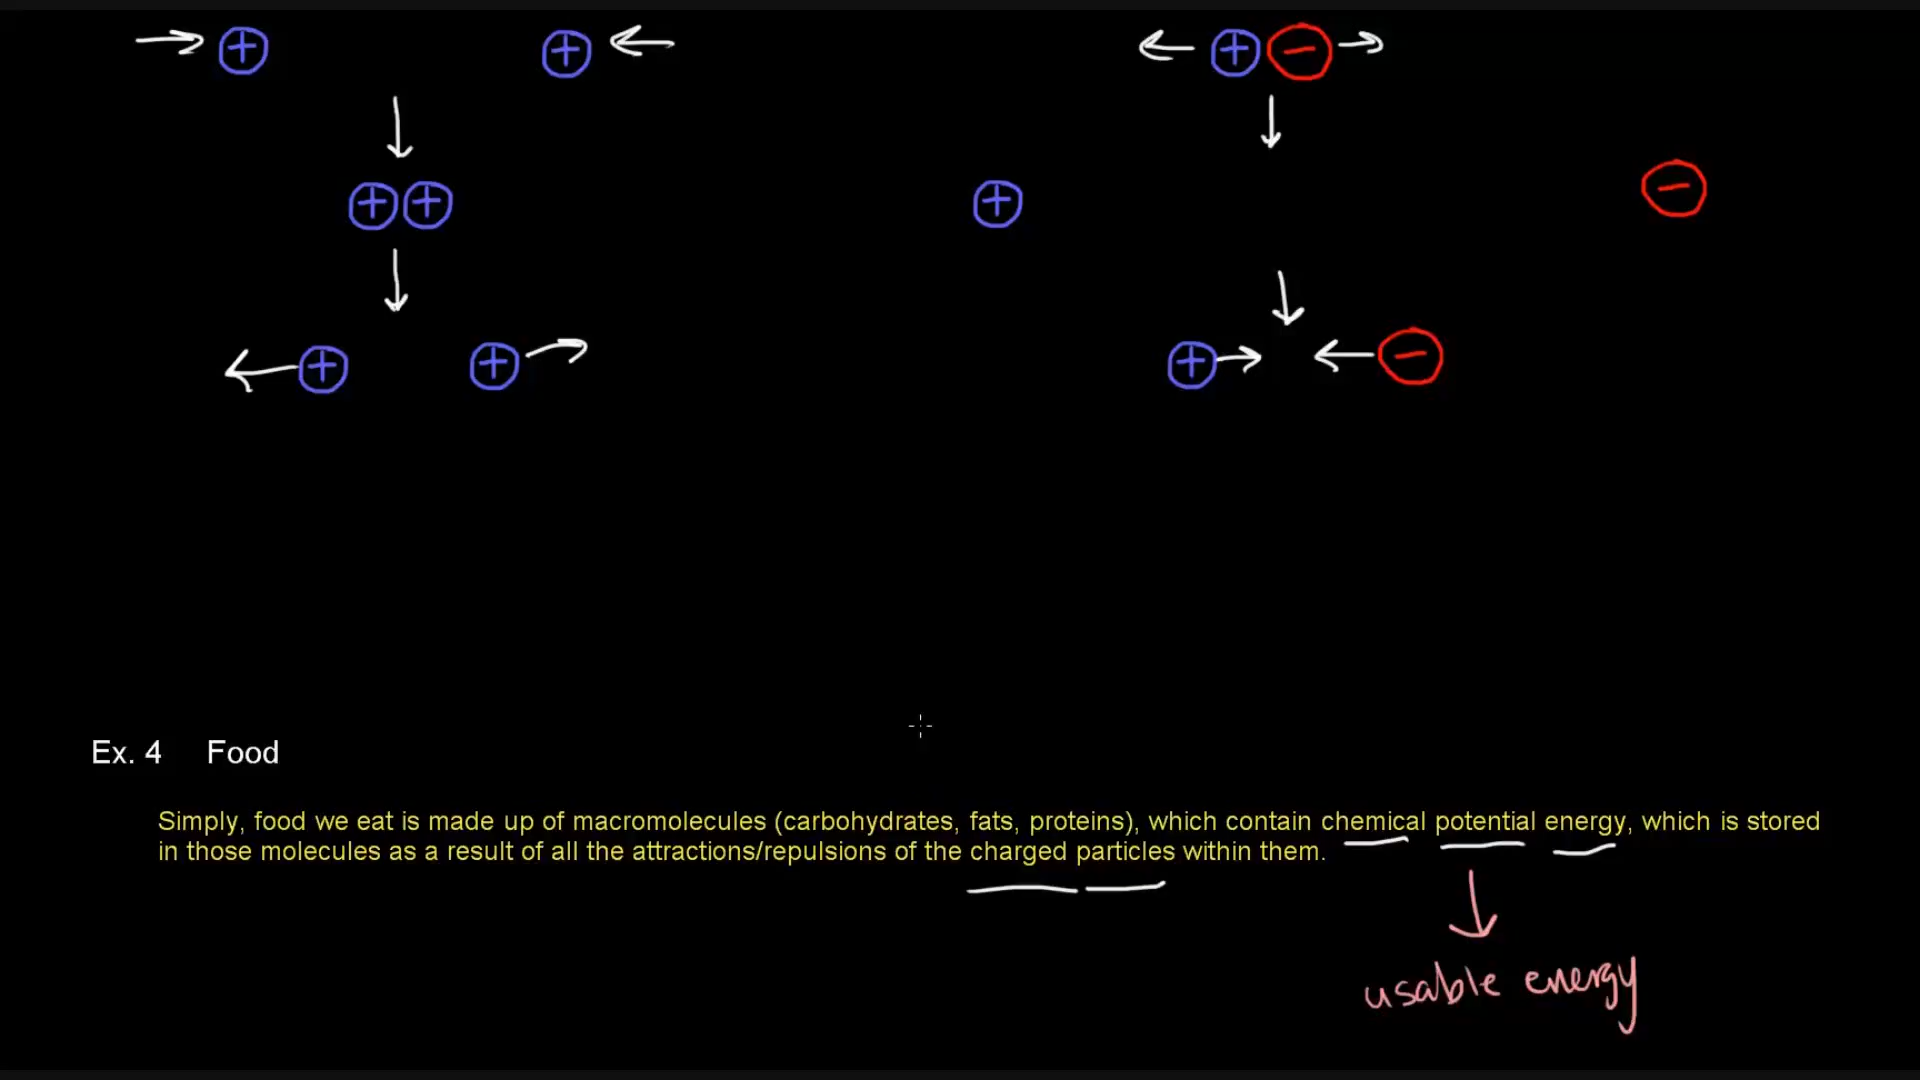 + + + -
+ + + -
+ + + -
Ex. 4 Food
Simply, food we eat is made up of macromolecules (carbohydrates, fats, proteins), which contain chemical potential energy, which is stored
in those molecules as a result of all the attractions/repulsions of the charged particles within them.
usable energy